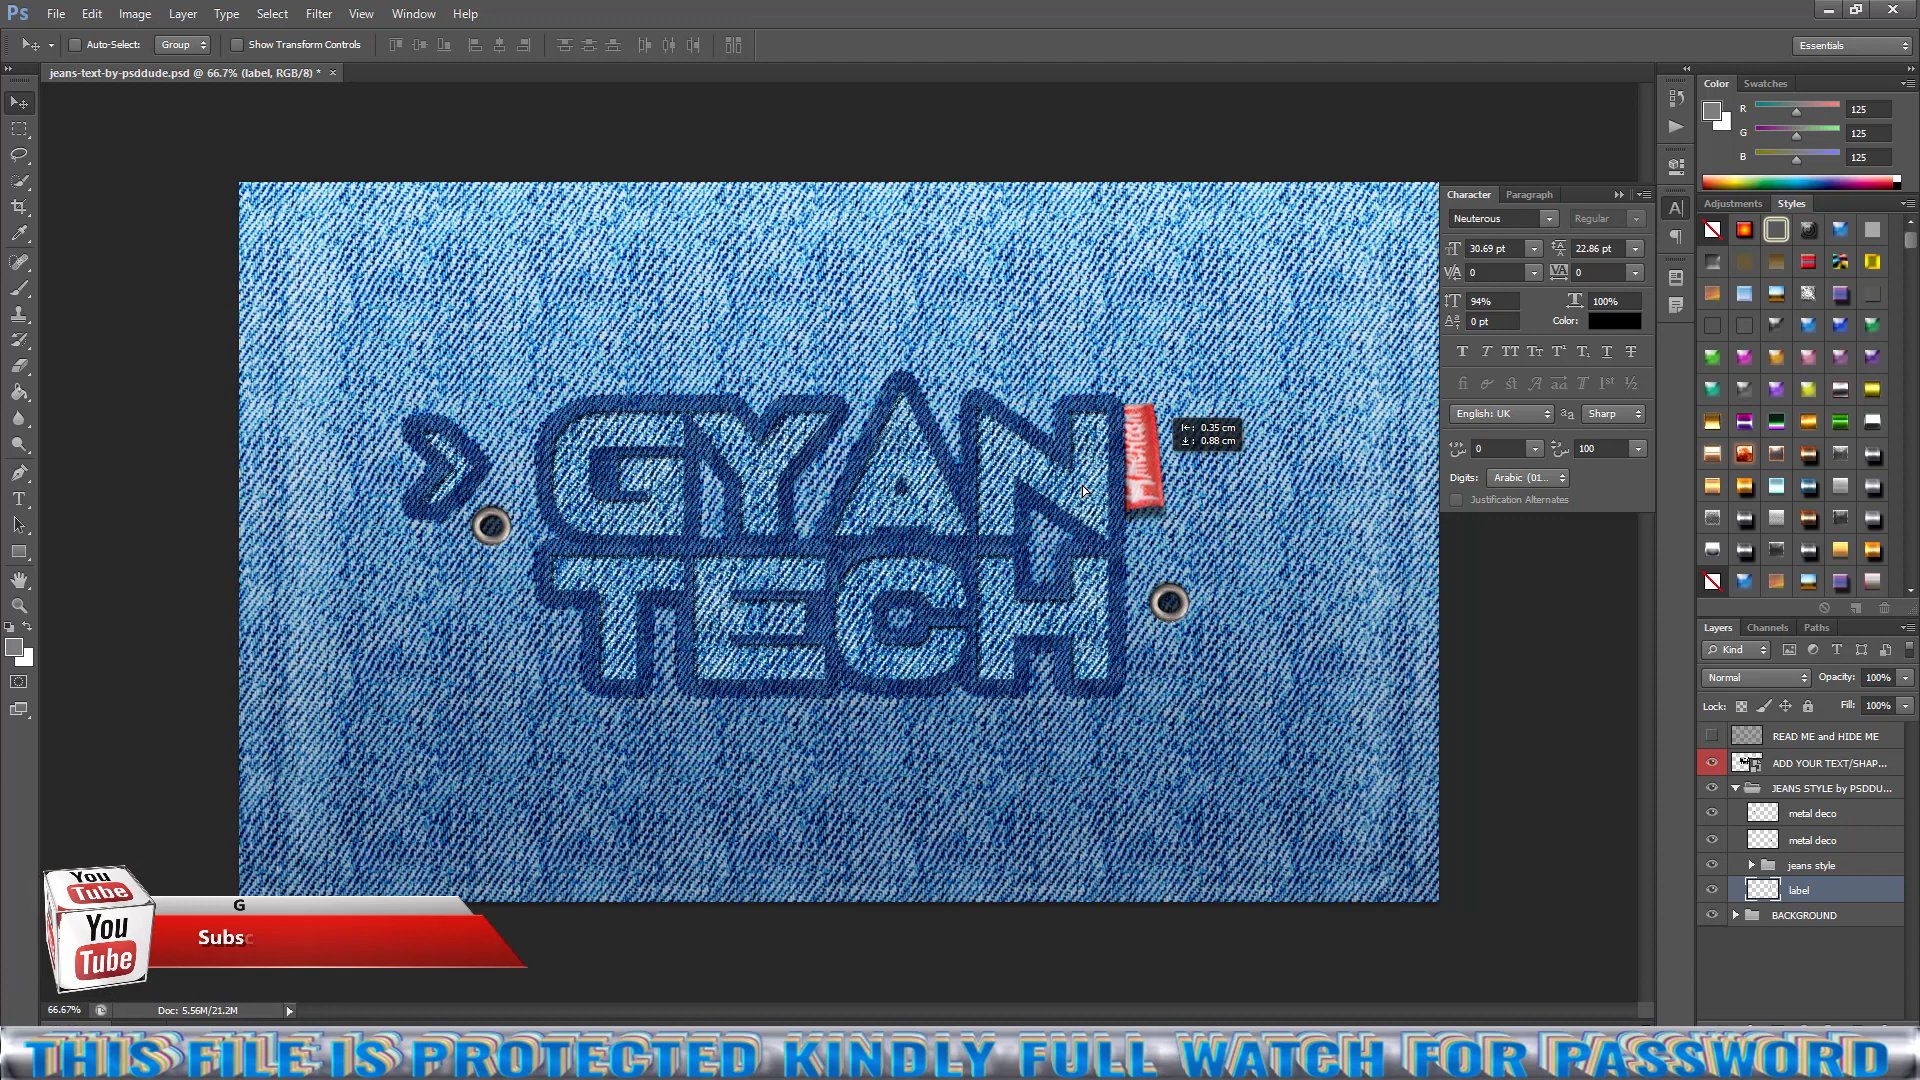 Ps File Edit Image Layer Type Select Filter View Window Help
Auto-Select: Group Show Transform Controls Essentials
jeans-text-by-psddude.psd @ 66.7% (label, RGB/8) * ×
Color Swatches
R 125
G 125
B 125
Character Paragraph
Neuterous Regular
30.69 pt 22.86 pt
0 0
94% 100%
0 pt Color:
English: UK Sharp
0 100
Digits: Arabic (01...
Justification Alternates
Adjustments Styles
GYAN
TECH
American
0.35 cm
0.88 cm
Layers Channels Paths
Kind
Normal Opacity: 100%
Lock: Fill: 100%
READ ME and HIDE ME
ADD YOUR TEXT/SHAP...
JEANS STYLE by PSDDU...
metal deco
metal deco
jeans style
label
BACKGROUND
You
Tube
You
Tube
G
Subsc
66.67% Doc: 5.56M/21.2M
THIS FILE IS PROTECTED KINDLY FULL WATCH FOR PASSWORD